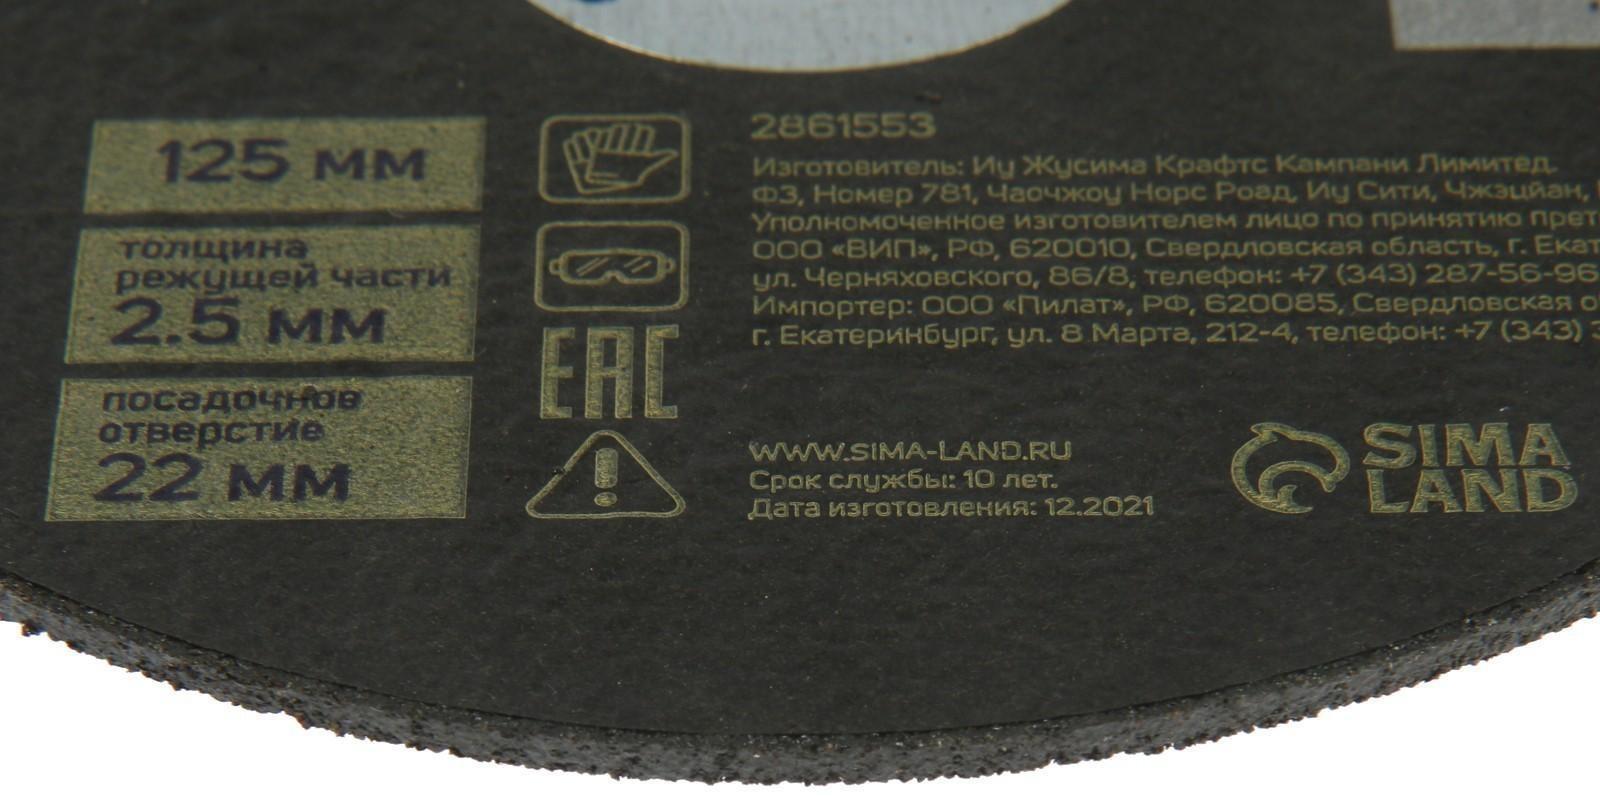 125 мм
толщина
режущей части
2.5 мм
посадочнов
отверстие
22 мм
EAC
2861553
Изготовитель: Иу Жусима Крафтс Кампани Лимитед.
ФЗ, Номер 781, Чаочжоу Норс Роад, Иу Сити, Чжэцйан,
Уполномоченное изготовителем лицо по принятию прет
ООО «ВИП», РФ, 620010, Свердловская область, г. Екат
ул. Черняховского, 86/8, телефон: +7 (343) 287-56-96
Импортер: ООО «Пилат», РФ, 620085, Свердловская о
г. Екатеринбург, ул. 8 Марта, 212-4, телефон: +7 (343) 3
WWW.SIMA-LAND.RU
Срок службы: 10 лет.
Дата изготовления: 12.2021
SIMA
LAND